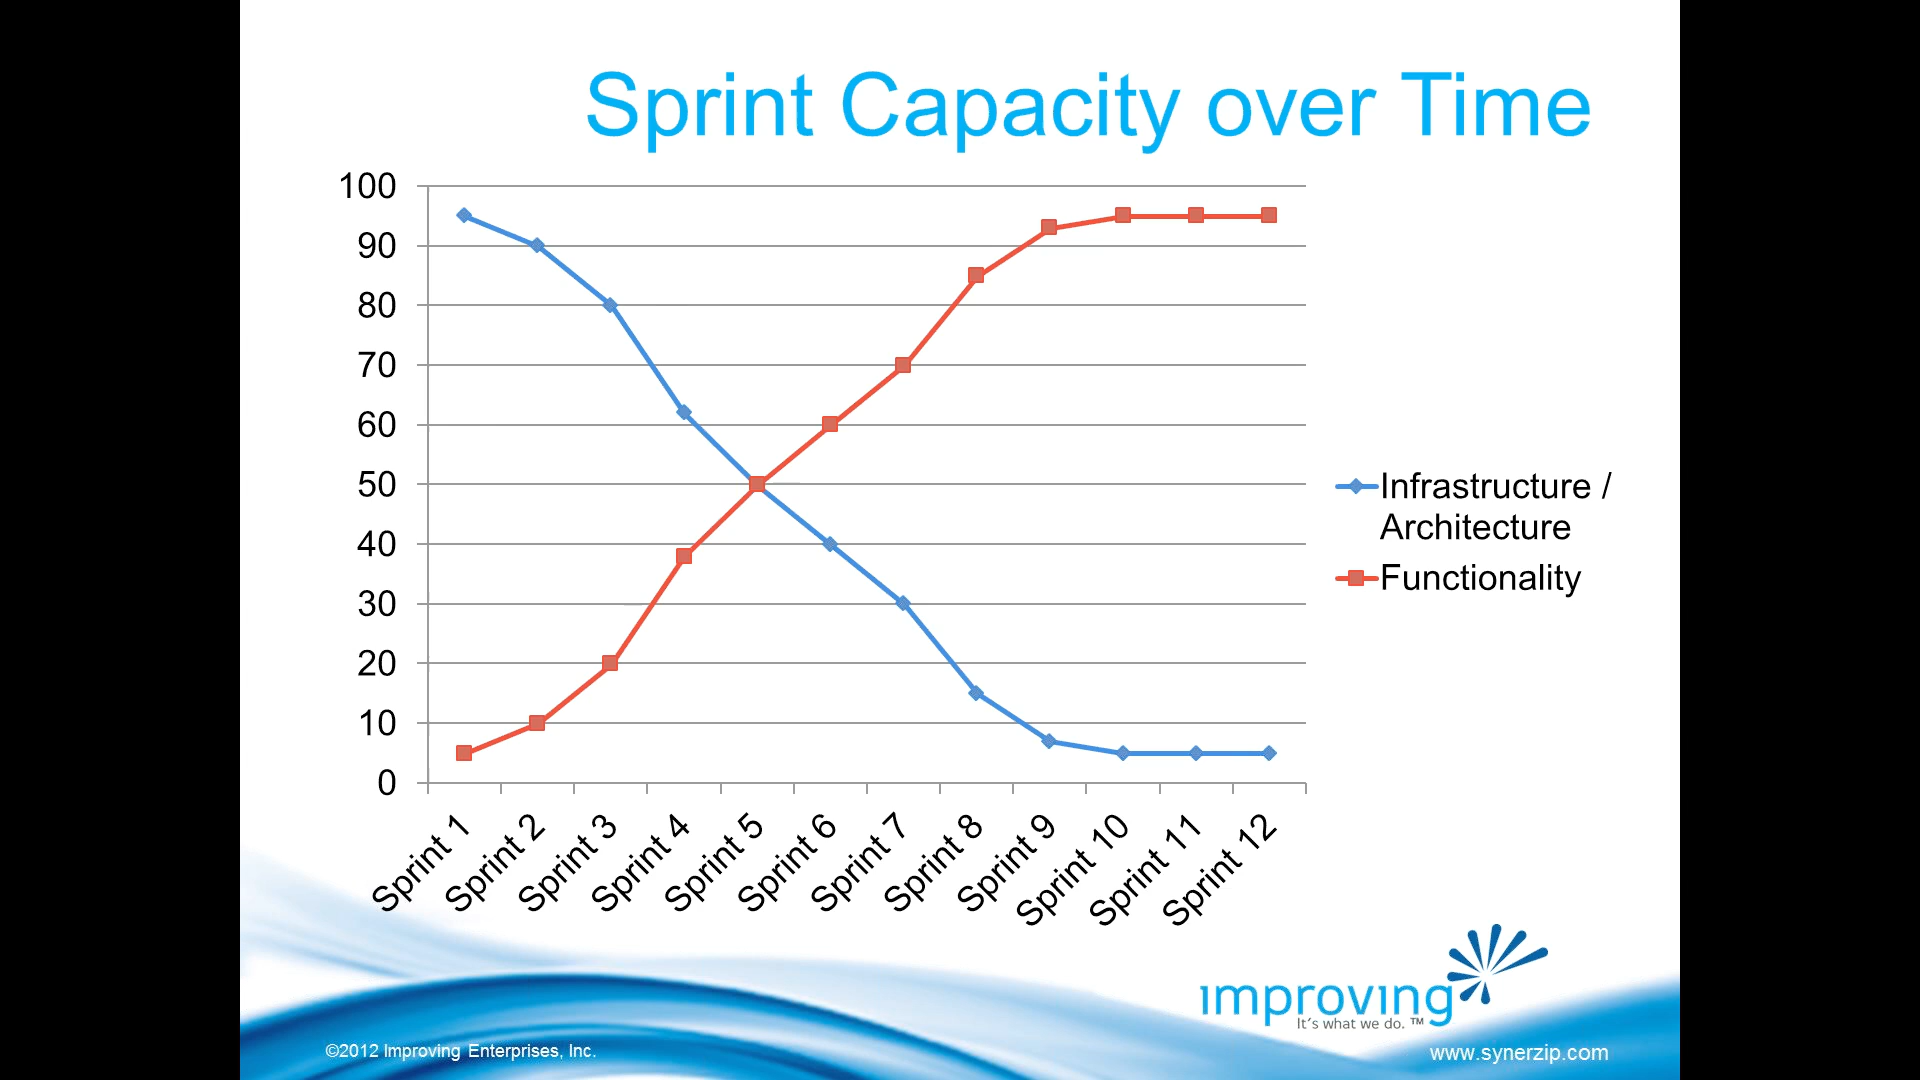 Sprint Capacity over Time
100
90
80
70
60
50
40
30
20
10
0
Sprint 1
Sprint 2
Sprint 3
Sprint 4
Sprint 5
Sprint 6
Sprint 7
Sprint 8
Sprint 9
Sprint 10
Sprint 11
Sprint 12
Infrastructure /
Architecture
Functionality
improving
It's what we do. ™
©2012 Improving Enterprises, Inc.
www.synerzip.com